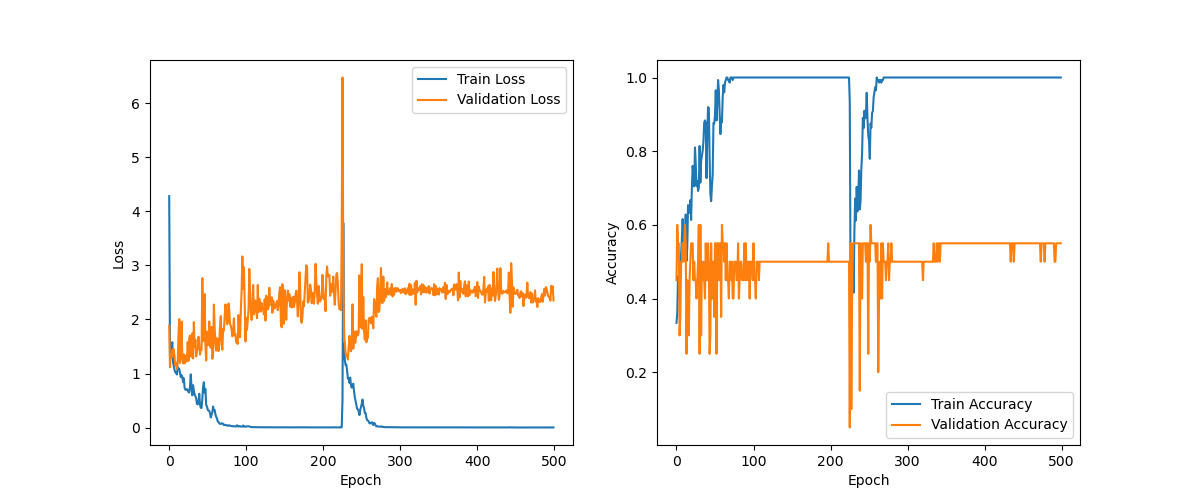 Train Loss
Validation Loss
Loss
6
5
4
3
2
1
0
0 100 200 300 400 500
Epoch
Train Accuracy
Validation Accuracy
Accuracy
1.0
0.8
0.6
0.4
0.2
0 100 200 300 400 500
Epoch